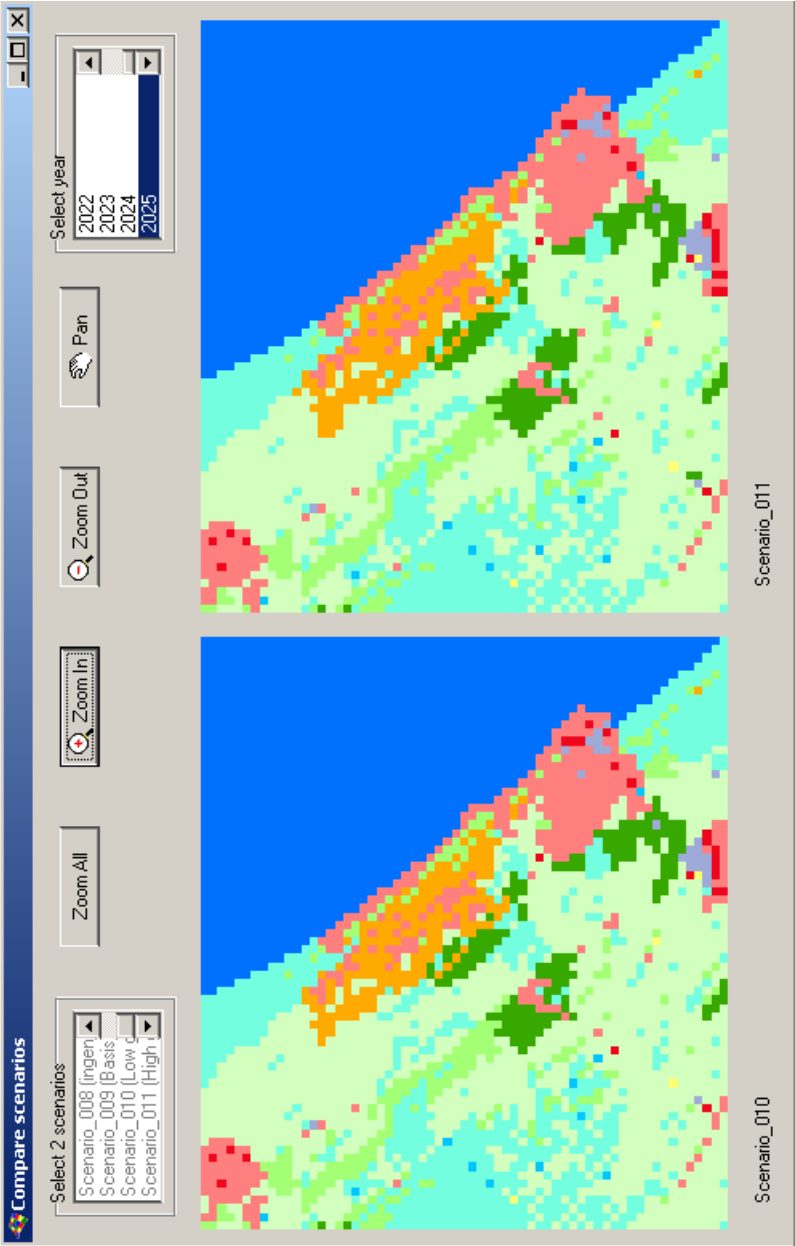 Compare scenarios
Select 2 scenarios
Scenario_008 (ingen
Scenario_009 (Basis
Scenario_010 (Low g
Scenario_011 (High
Zoom All
Zoom In
Zoom Out
Pan
Select year
2022
2023
2024
2025
Scenario_010
Scenario_011